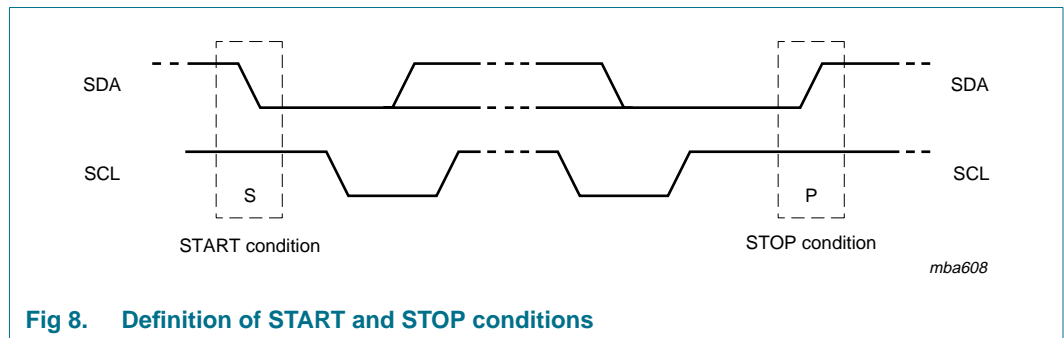 SDA SDA
SCL SCL
S P
START condition STOP condition
mba608
Fig 8. Definition of START and STOP conditions